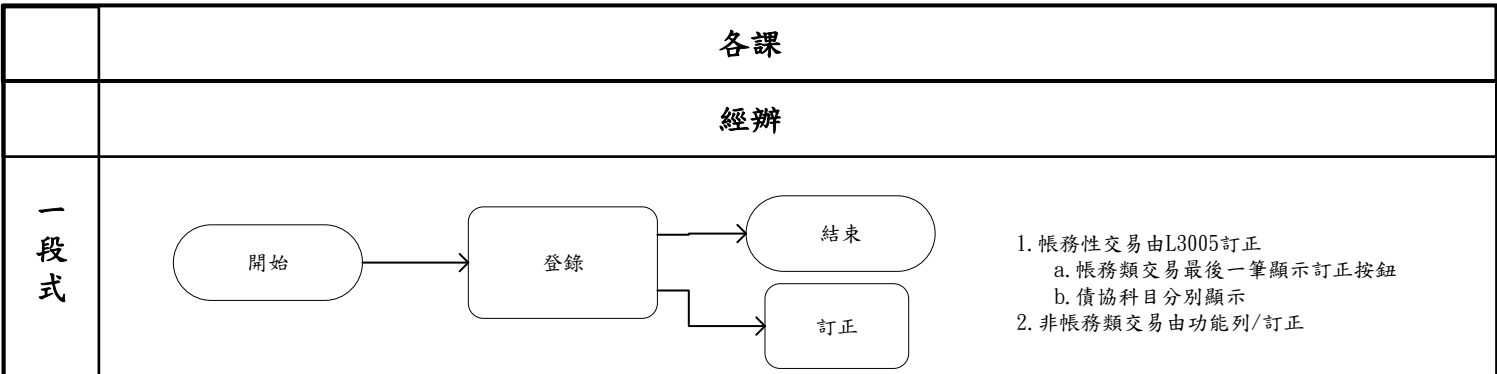 各課
經辦
一段式
開始
登錄
結束
訂正
1.帳務性交易由L3005訂正
a.帳務類交易最後一筆顯示訂正按鈕
b.債協科目分別顯示
2.非帳務類交易由功能列/訂正